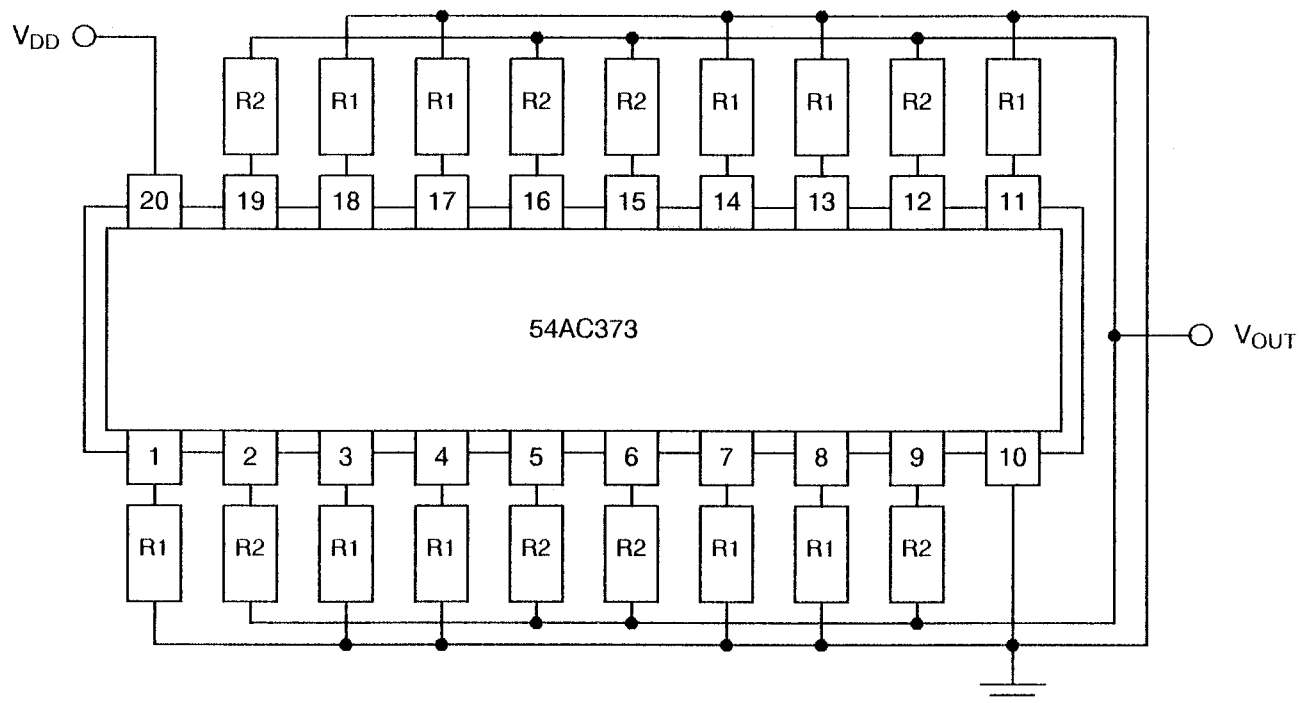 V_DD
R2 R1 R1 R2 R2 R1 R1 R2 R1
20 19 18 17 16 15 14 13 12 11
54AC373
V_OUT
1 2 3 4 5 6 7 8 9 10
R1 R2 R1 R1 R2 R2 R1 R1 R2